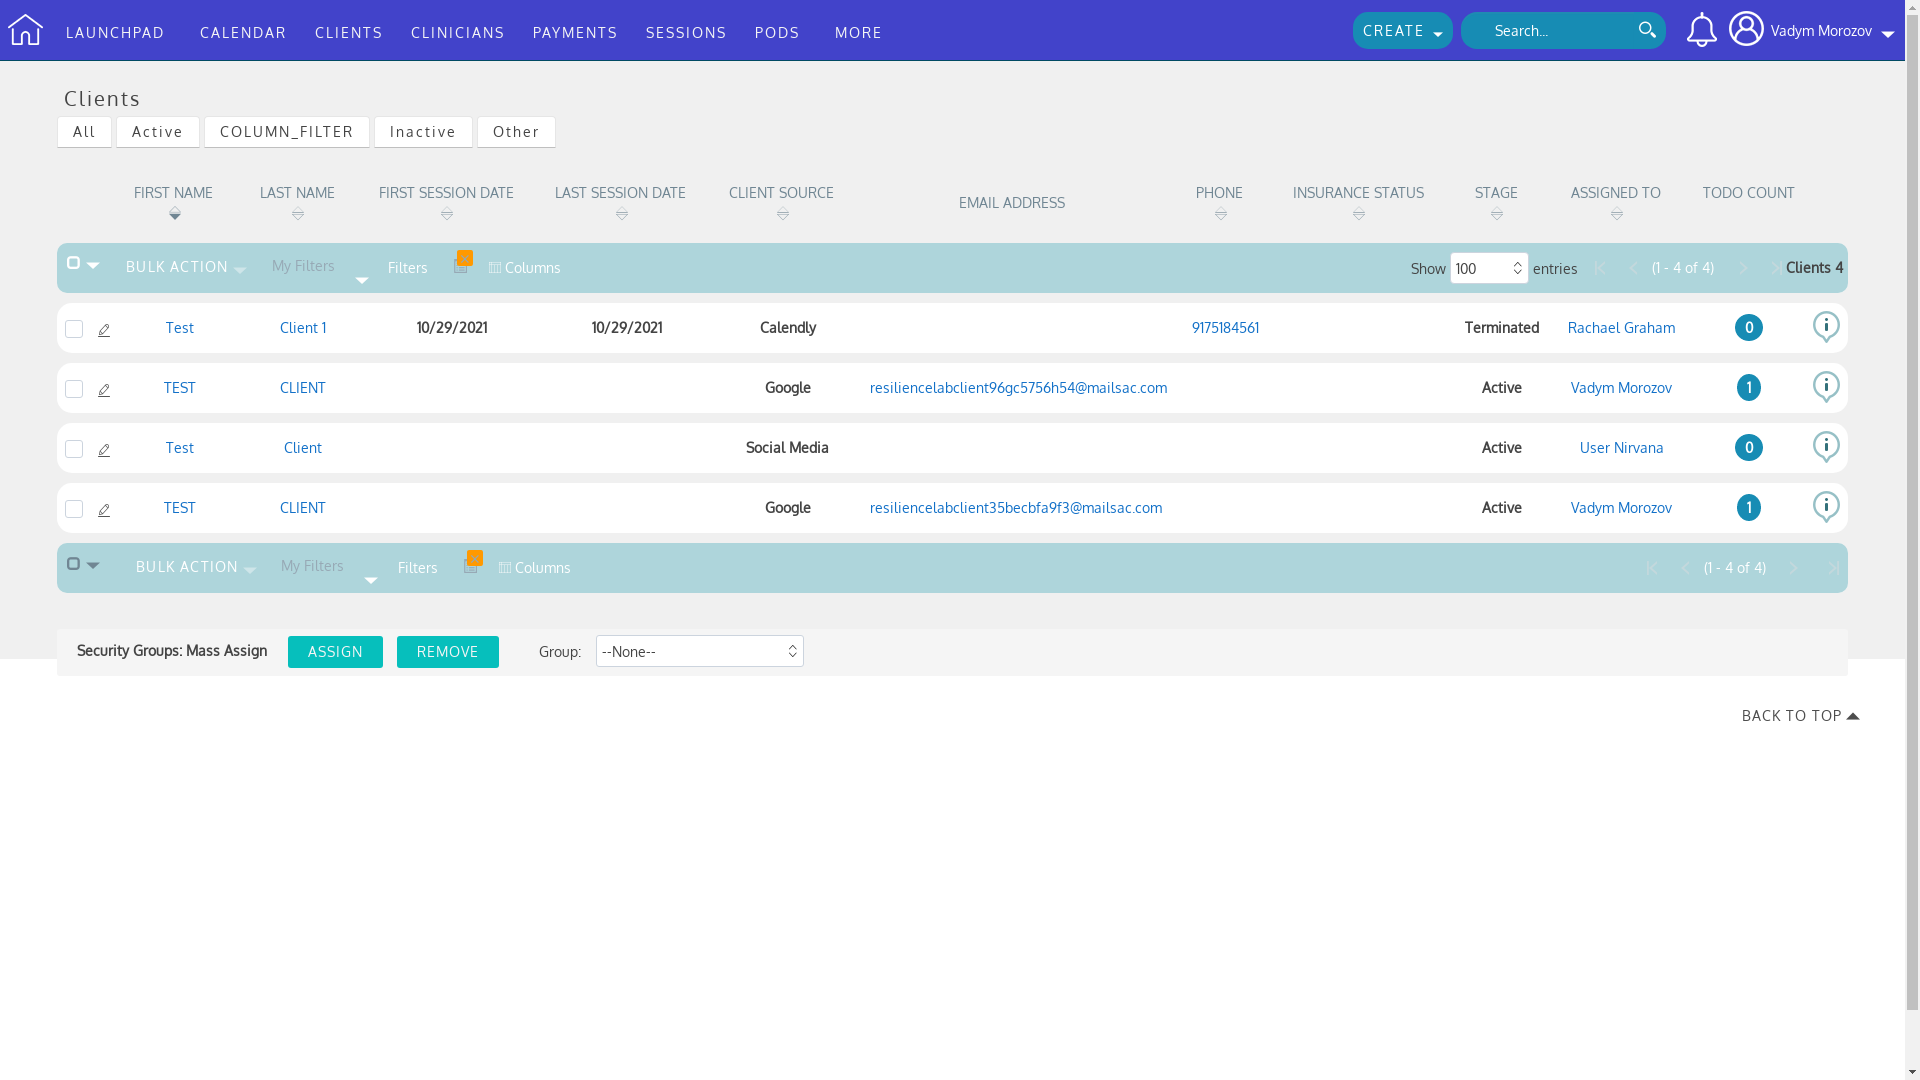 LAUNCHPAD CALENDAR CLIENTS CLINICIANS PAYMENTS SESSIONS PODS MORE CREATE Search... Vadym Morozov
Clients
All Active COLUMN_FILTER Inactive Other
FIRST NAME LAST NAME FIRST SESSION DATE LAST SESSION DATE CLIENT SOURCE EMAIL ADDRESS PHONE INSURANCE STATUS STAGE ASSIGNED TO TODO COUNT
BULK ACTION My Filters Filters Columns Show 100 entries (1 - 4 of 4) Clients 4
Test Client 1 10/29/2021 10/29/2021 Calendly 9175184561 Terminated Rachael Graham 0
TEST CLIENT Google resiliencelabclient96gc5756h54@mailsac.com Active Vadym Morozov 1
Test Client Social Media Active User Nirvana 0
TEST CLIENT Google resiliencelabclient35becbfa9f3@mailsac.com Active Vadym Morozov 1
BULK ACTION My Filters Filters Columns (1 - 4 of 4)
Security Groups: Mass Assign ASSIGN REMOVE Group: --None--
BACK TO TOP